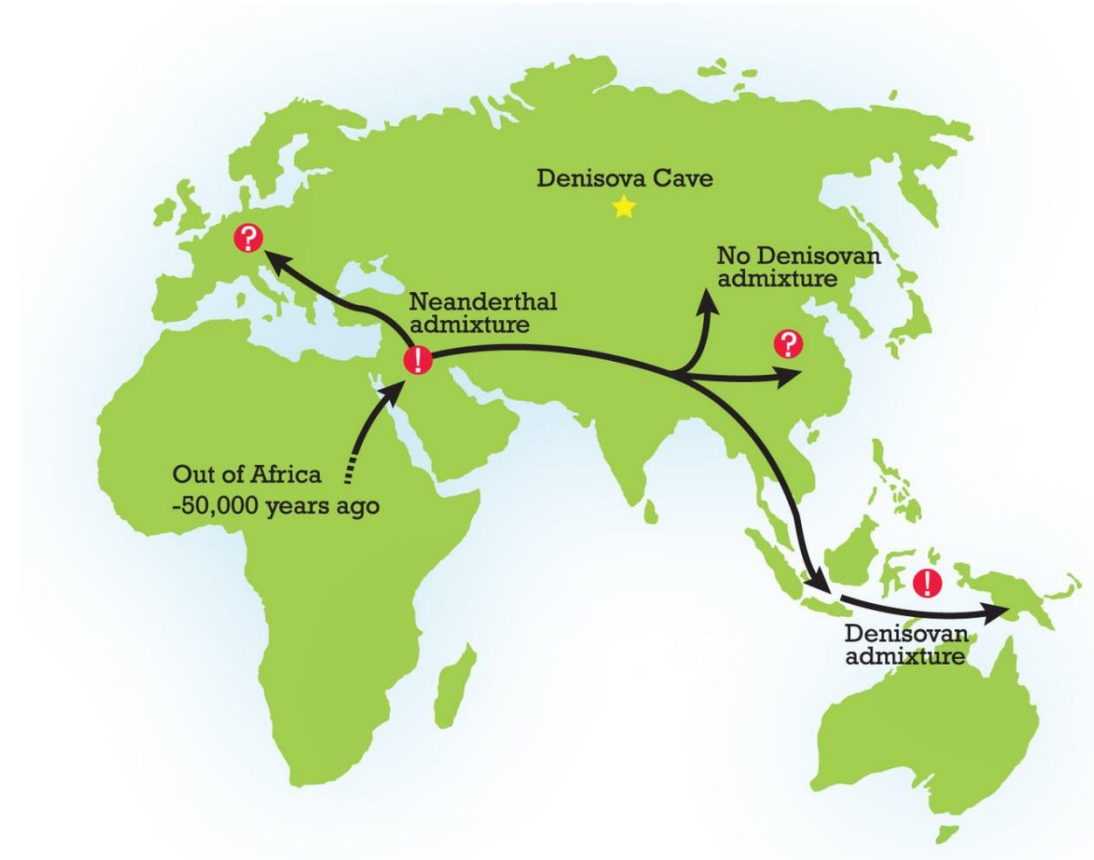 Denisova Cave
?
No Denisovan
admixture
Neanderthal
admixture
?
!
Out of Africa
-50,000 years ago
!
Denisovan
admixture